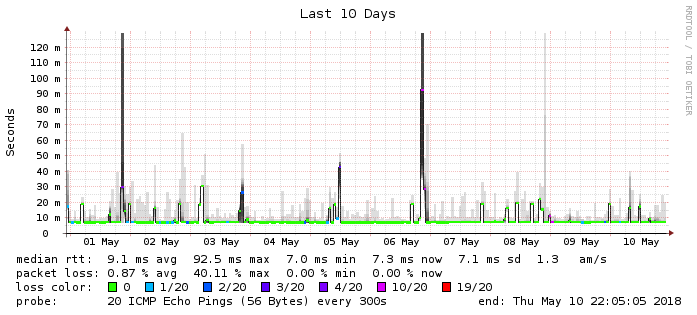 Last 10 Days
RRDTOOL / TOBI OETIKER
Seconds
120 m
110 m
100 m
90 m
80 m
70 m
60 m
50 m
40 m
30 m
20 m
10 m
0
01 May 02 May 03 May 04 May 05 May 06 May 07 May 08 May 09 May 10 May
median rtt: 9.1 ms avg 92.5 ms max 7.0 ms min 7.3 ms now 7.1 ms sd 1.3 am/s
packet loss: 0.87 % avg 40.11 % max 0.00 % min 0.00 % now
loss color: 0 1/20 2/20 3/20 4/20 10/20 19/20
probe: 20 ICMP Echo Pings (56 Bytes) every 300s end: Thu May 10 22:05:05 2018